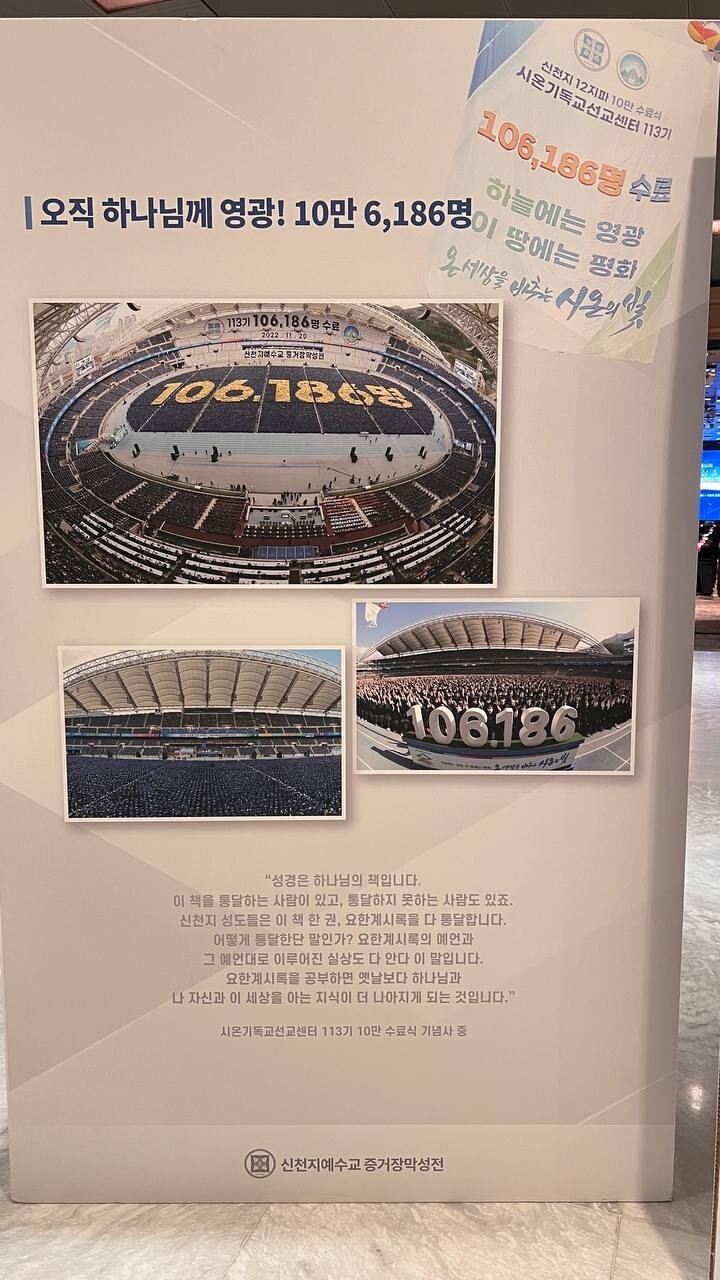 신천지 12지파 10만 수료식
시온기독교선교센터 113기
106,186명 수료
하늘에는 영광
이 땅에는 평화
온 세상을 바추는 시온의 빛
오직 하나님께 영광! 10만 6,186명
113기 106,186명 수료
2022. 11. 20
신천지예수교 증거장막성전
106.186명
106.186
온 세상을 바추는 시온의 빛
“성경은 하나님의 책입니다.
이 책을 통달하는 사람이 있고, 통달하지 못하는 사람도 있죠.
신천지 성도들은 이 책 한 권, 요한계시록을 다 통달합니다.
어떻게 통달한단 말인가? 요한계시록의 예언과
그 예언대로 이루어진 실상도 다 안다 이 말입니다.
요한계시록을 공부하면 옛날보다 하나님과
나 자신과 이 세상을 아는 지식이 더 나아지게 되는 것입니다.”
시온기독교선교센터 113기 10만 수료식 기념사 중
신천지예수교 증거장막성전